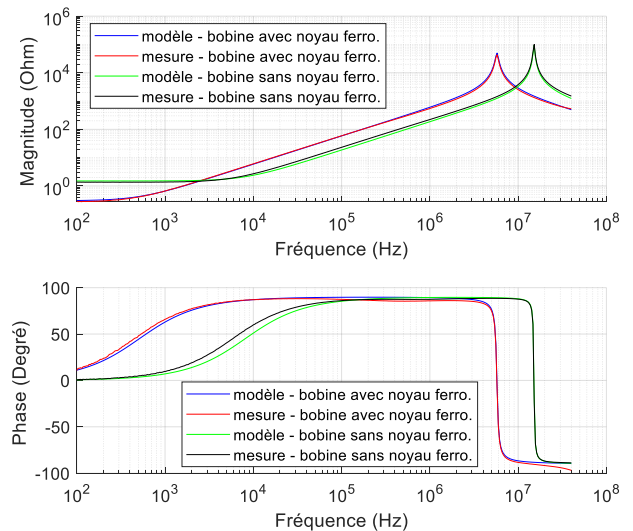 10^6
modèle - bobine avec noyau ferro.
mesure - bobine avec noyau ferro.
modèle - bobine sans noyau ferro.
mesure - bobine sans noyau ferro.
10^4
10^2
10^0
Magnitude (Ohm)
10^2 10^3 10^4 10^5 10^6 10^7 10^8
Fréquence (Hz)
100
50
0
-50
-100
Phase (Degré)
modèle - bobine avec noyau ferro.
mesure - bobine avec noyau ferro.
modèle - bobine sans noyau ferro.
mesure - bobine sans noyau ferro.
10^2 10^3 10^4 10^5 10^6 10^7 10^8
Fréquence (Hz)